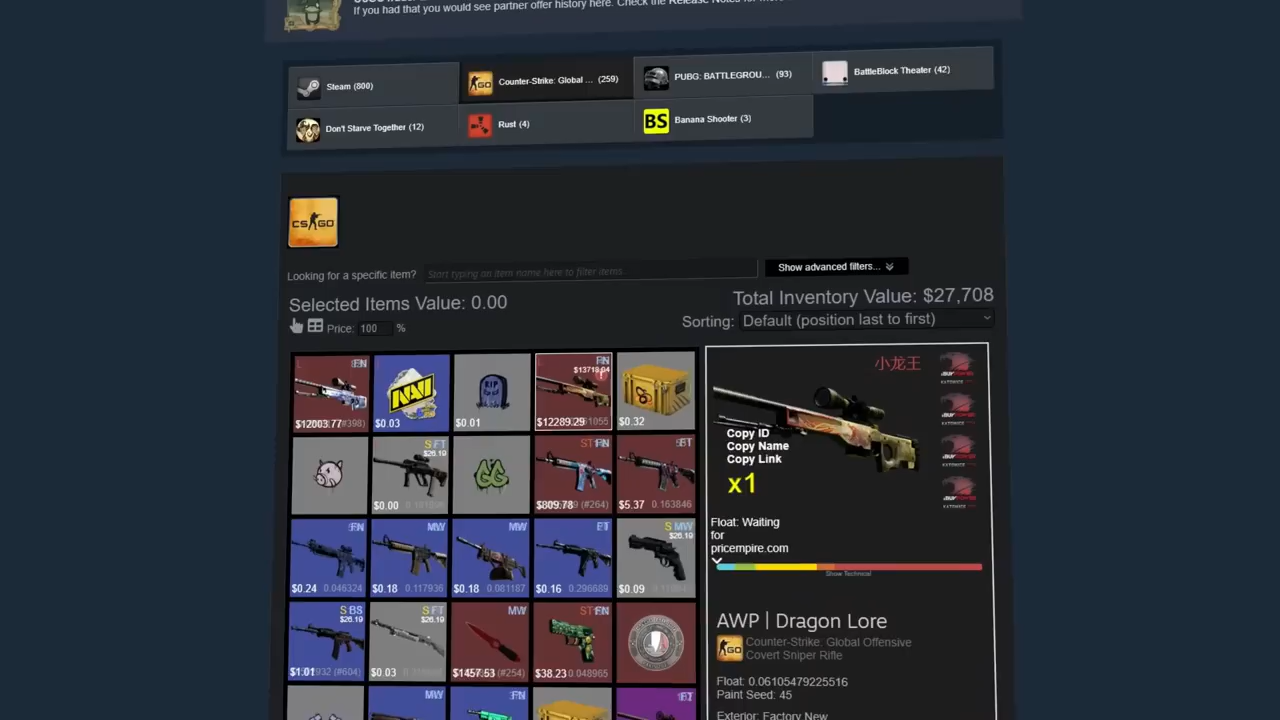 If you had that you would see partner offer history here. Check the Release Notes for more
Steam (800)
Counter-Strike: Global ... (259)
PUBG: BATTLEGROU... (93)
BattleBlock Theater (42)
Don't Starve Together (12)
Rust (4)
BS
Banana Shooter (3)
CS GO
Looking for a specific item?
Start typing an item name here to filter items
Show advanced filters...
Selected Items Value: 0.00
Total Inventory Value: $27,708
Price: 100 %
Sorting: Default (position last to first)
FN
$12003.77
(#398)
NAVI
$0.03
RIP
$0.01
FN
$13718.04
$12289.29
$0.32
S FT
$26.19
$0.00
GG
ST FN
$809.78
(#264)
FT
$5.37 0.163846
FN
$0.24 0.046324
MW
$0.18 0.117936
MW
$0.18 0.081187
FT
$0.16 0.296689
S MW
$26.19
$0.09
S BS
$26.19
$1.01
(#604)
S FT
$26.19
$0.03
MW
$1457.53
(#254)
ST FN
$38.23 0.048965
MW
FN
FT
小龙王
Copy ID
Copy Name
Copy Link
x1
Float: Waiting
for
pricempire.com
Show Technical
AWP | Dragon Lore
GO
Counter-Strike: Global Offensive
Covert Sniper Rifle
Float: 0.06105479225516
Paint Seed: 45
Exterior: Factory New